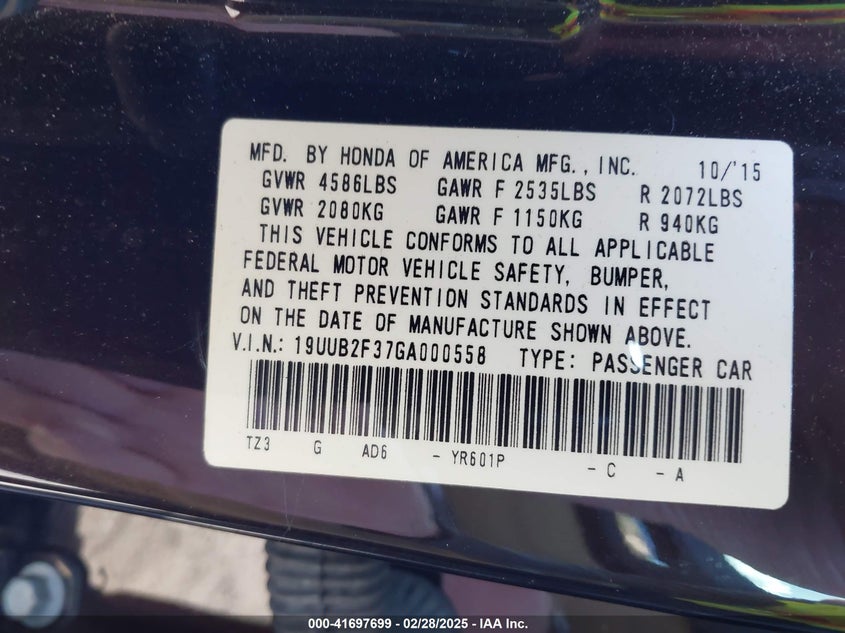 MFD. BY HONDA OF AMERICA MFG., INC. 10/'15
GVWR 4586LBS GAWR F 2535LBS R 2072LBS
GVWR 2080KG GAWR F 1150KG R 940KG
THIS VEHICLE CONFORMS TO ALL APPLICABLE
FEDERAL MOTOR VEHICLE SAFETY, BUMPER,
AND THEFT PREVENTION STANDARDS IN EFFECT
ON THE DATE OF MANUFACTURE SHOWN ABOVE.
V.I.N.: 19UUB2F37GA000558 TYPE: PASSENGER CAR
TZ3 G AD6 - YR601P - C - A
000-41697699 / 02/28/2025 - IAA Inc.